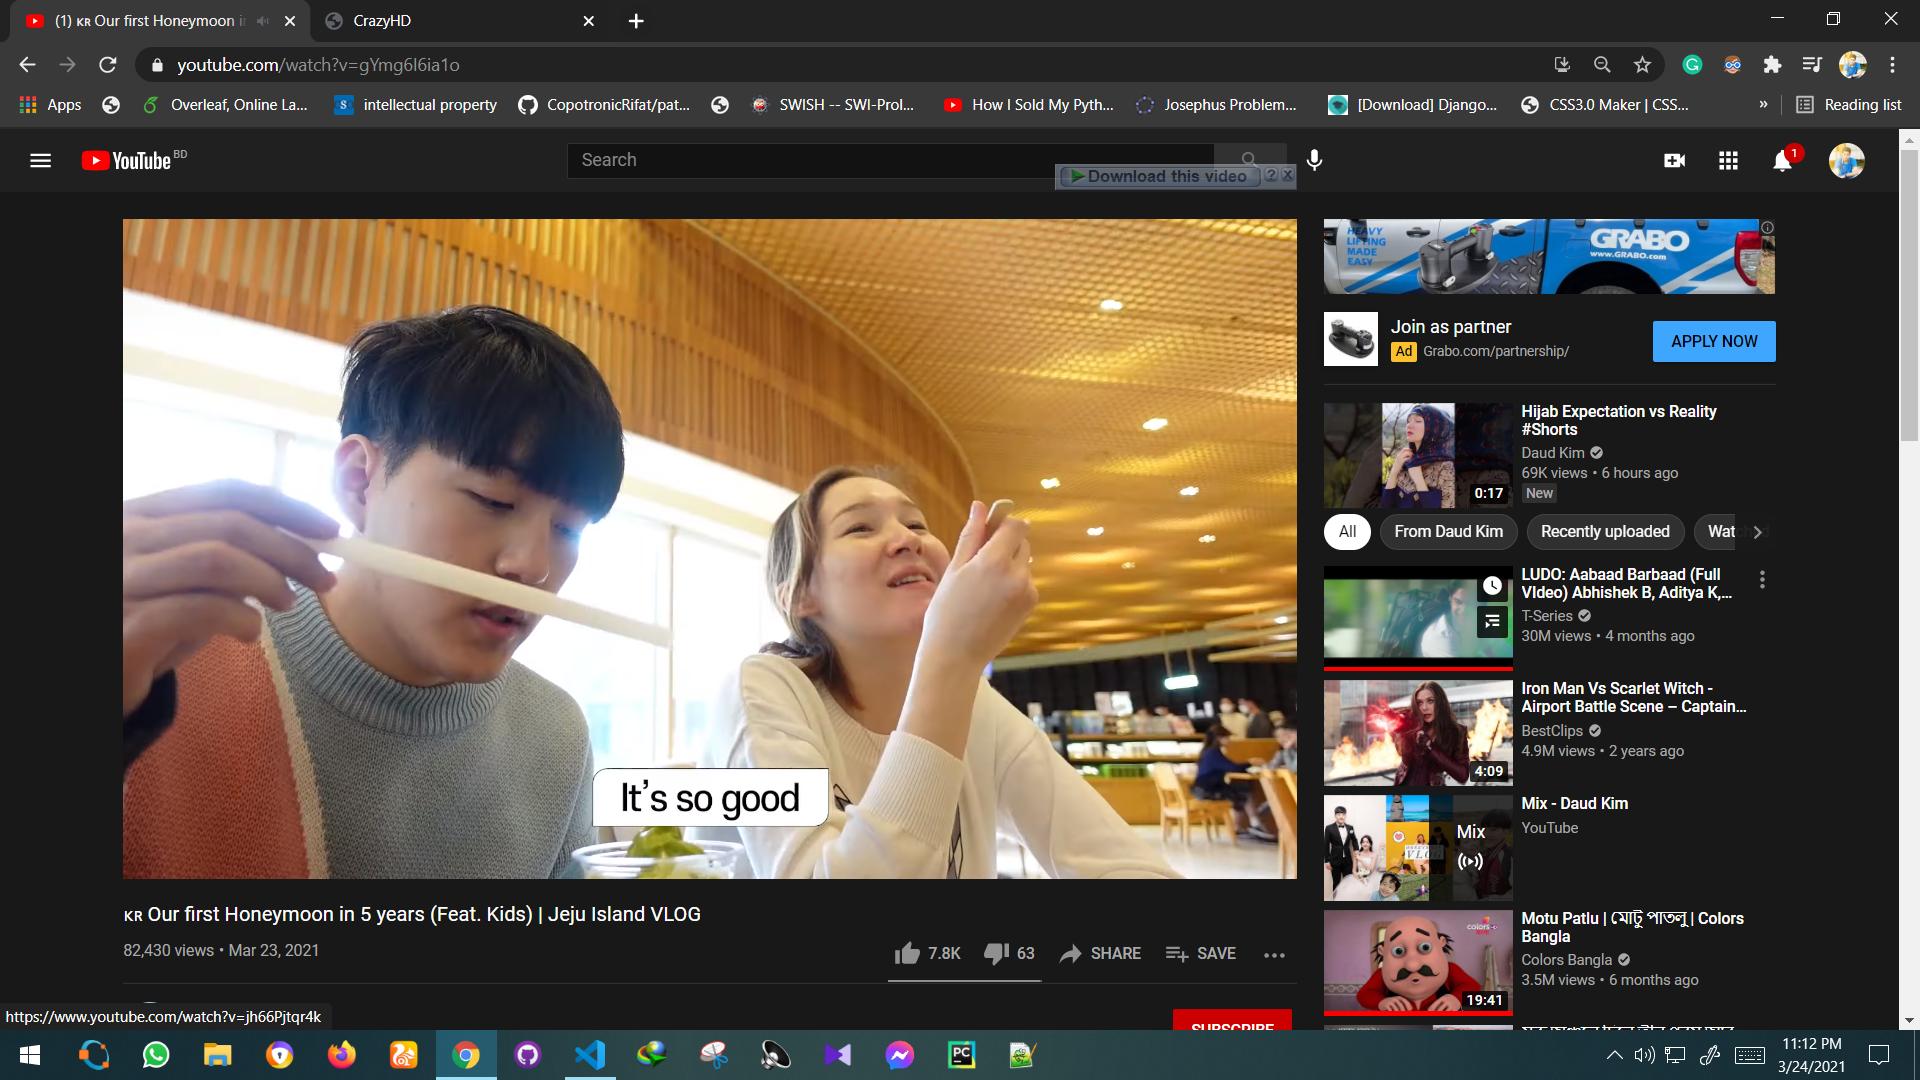 (1) ᴋʀ Our first Honeymoon i
CrazyHD
youtube.com/watch?v=gYmg6I6ia1o
Apps
Overleaf, Online La...
intellectual property
CopotronicRifat/pat...
SWISH -- SWI-Prol...
How I Sold My Pyth...
Josephus Problem...
[Download] Django...
CSS3.0 Maker | CSS...
»
Reading list
YouTube BD
Search
Download this video
1
HEAVY
LIFTING
MADE
EASY
GRABO
www.GRABO.com
Join as partner
Ad Grabo.com/partnership/
APPLY NOW
Hijab Expectation vs Reality
#Shorts
Daud Kim
69K views • 6 hours ago
New
0:17
All
From Daud Kim
Recently uploaded
Watched
LUDO: Aabaad Barbaad (Full
VIdeo) Abhishek B, Aditya K,...
T-Series
30M views • 4 months ago
Iron Man Vs Scarlet Witch -
Airport Battle Scene – Captain...
BestClips
4.9M views • 2 years ago
4:09
Mix - Daud Kim
YouTube
Mix
Motu Patlu | মোটু পাতলু | Colors
Bangla
Colors Bangla
3.5M views • 6 months ago
19:41
It's so good
ᴋʀ Our first Honeymoon in 5 years (Feat. Kids) | Jeju Island VLOG
82,430 views • Mar 23, 2021
7.8K
63
SHARE
SAVE
SUBSCRIBE
https://www.youtube.com/watch?v=jh66Pjtqr4k
PC
11:12 PM
3/24/2021